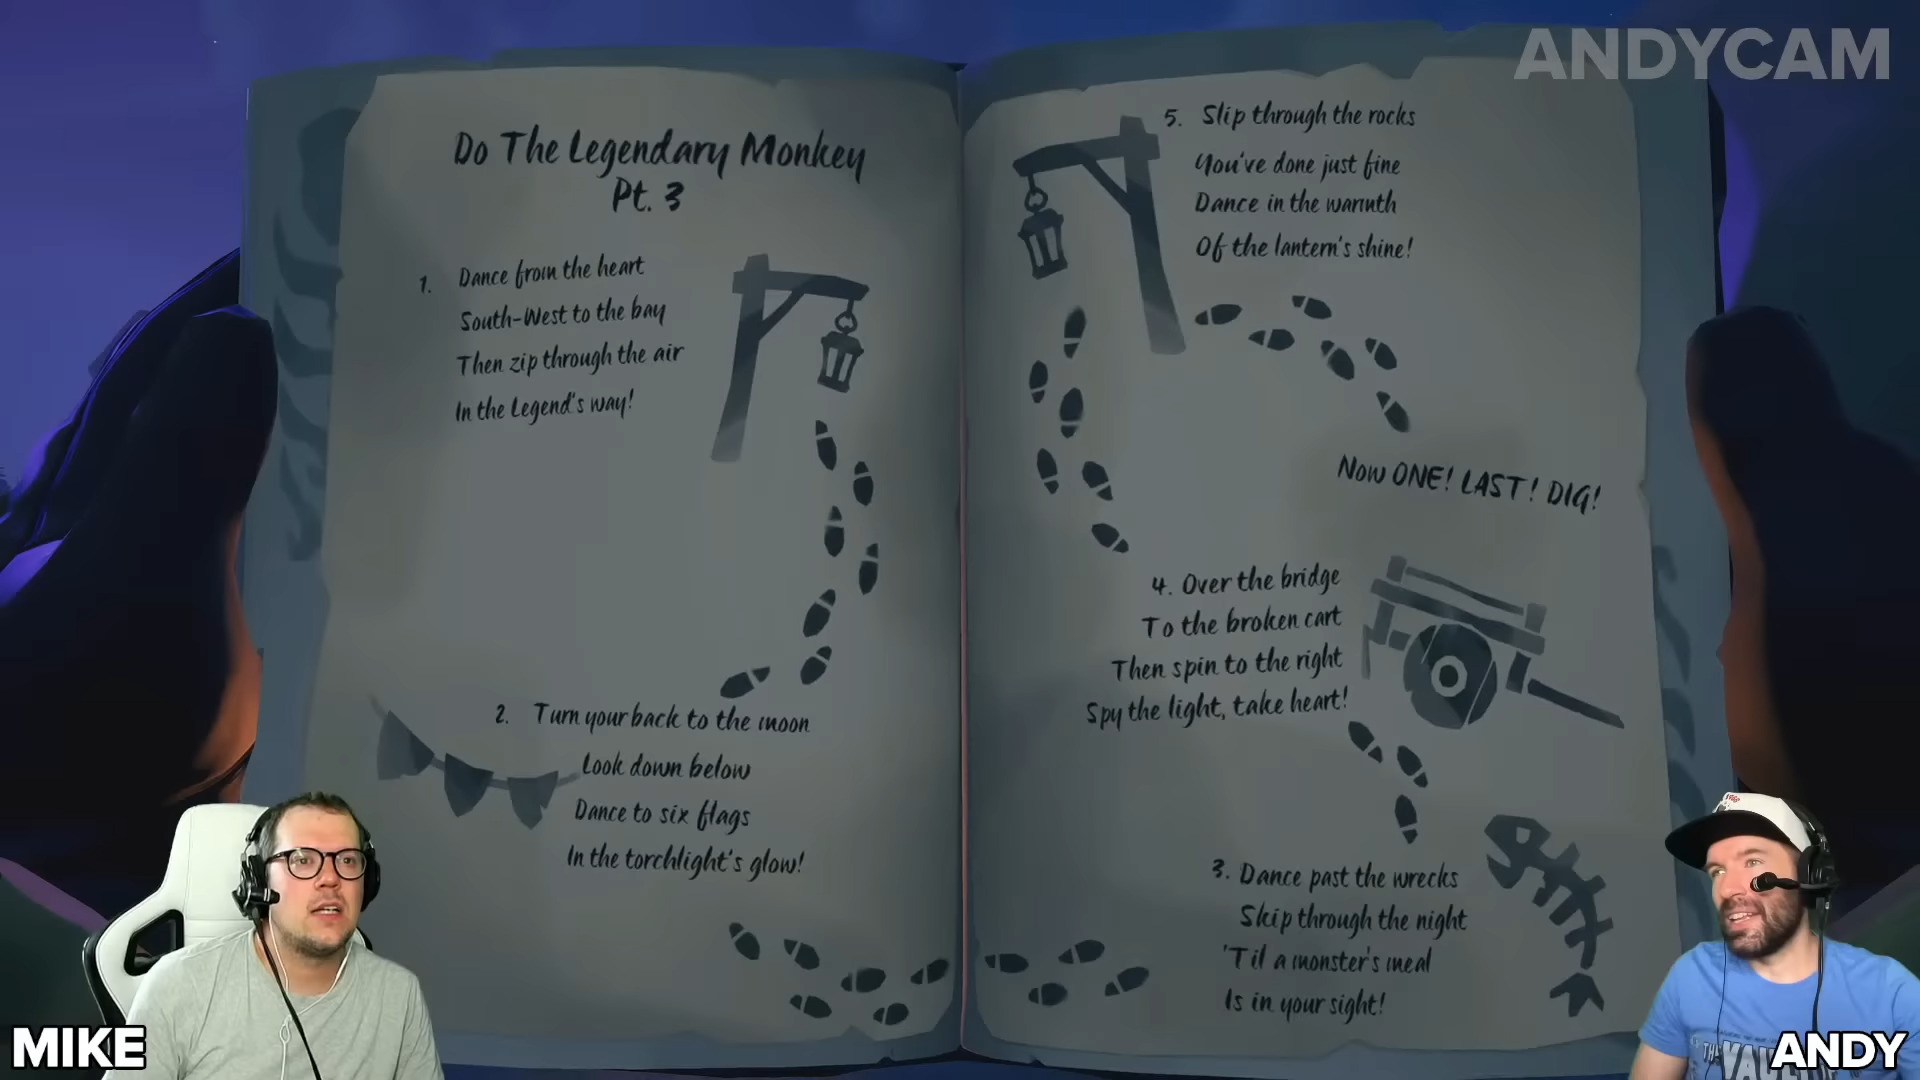 ANDYCAM
Do The Legendary Monkey
Pt. 3
1. Dance from the heart
South-West to the bay
Then zip through the air
In the Legend's way!
2. Turn your back to the moon
Look down below
Dance to six flags
In the torchlight's glow!
3. Dance past the wrecks
Skip through the night
'Til a monster's meal
Is in your sight!
4. Over the bridge
To the broken cart
Then spin to the right
Spy the light, take heart!
5. Slip through the rocks
You've done just fine
Dance in the warmth
Of the lantern's shine!
Now ONE! LAST! DIG!
MIKE
ANDY